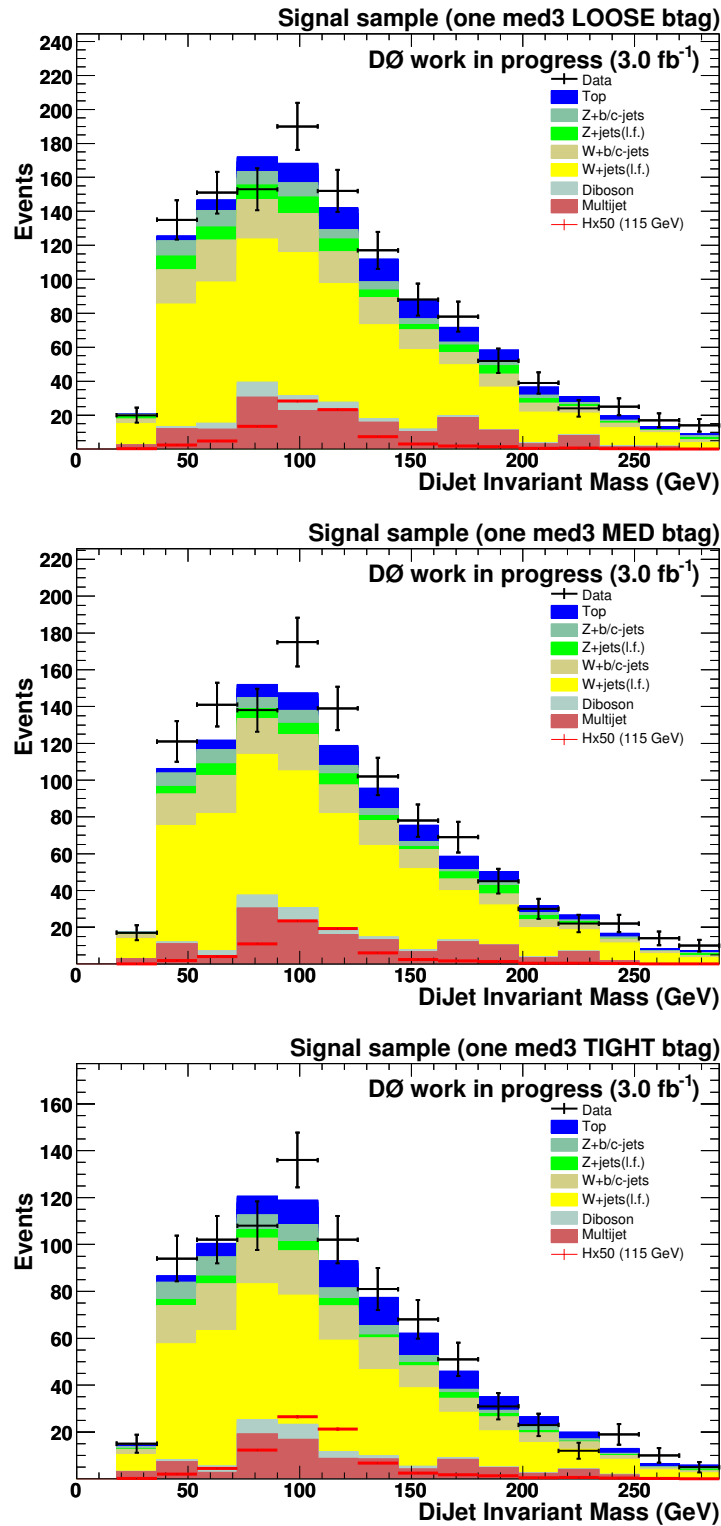 Signal sample (one med3 LOOSE btag)
DØ work in progress (3.0 fb-1)
Data
Top
Z+b/c-jets
Z+jets(l.f.)
W+b/c-jets
W+jets(l.f.)
Diboson
Multijet
Hx50 (115 GeV)
Events
240
220
200
180
160
140
120
100
80
60
40
20
0 50 100 150 200 250
DiJet Invariant Mass (GeV)
Signal sample (one med3 MED btag)
DØ work in progress (3.0 fb-1)
Data
Top
Z+b/c-jets
Z+jets(l.f.)
W+b/c-jets
W+jets(l.f.)
Diboson
Multijet
Hx50 (115 GeV)
Events
220
200
180
160
140
120
100
80
60
40
20
0 50 100 150 200 250
DiJet Invariant Mass (GeV)
Signal sample (one med3 TIGHT btag)
DØ work in progress (3.0 fb-1)
Data
Top
Z+b/c-jets
Z+jets(l.f.)
W+b/c-jets
W+jets(l.f.)
Diboson
Multijet
Hx50 (115 GeV)
Events
160
140
120
100
80
60
40
20
0 50 100 150 200 250
DiJet Invariant Mass (GeV)